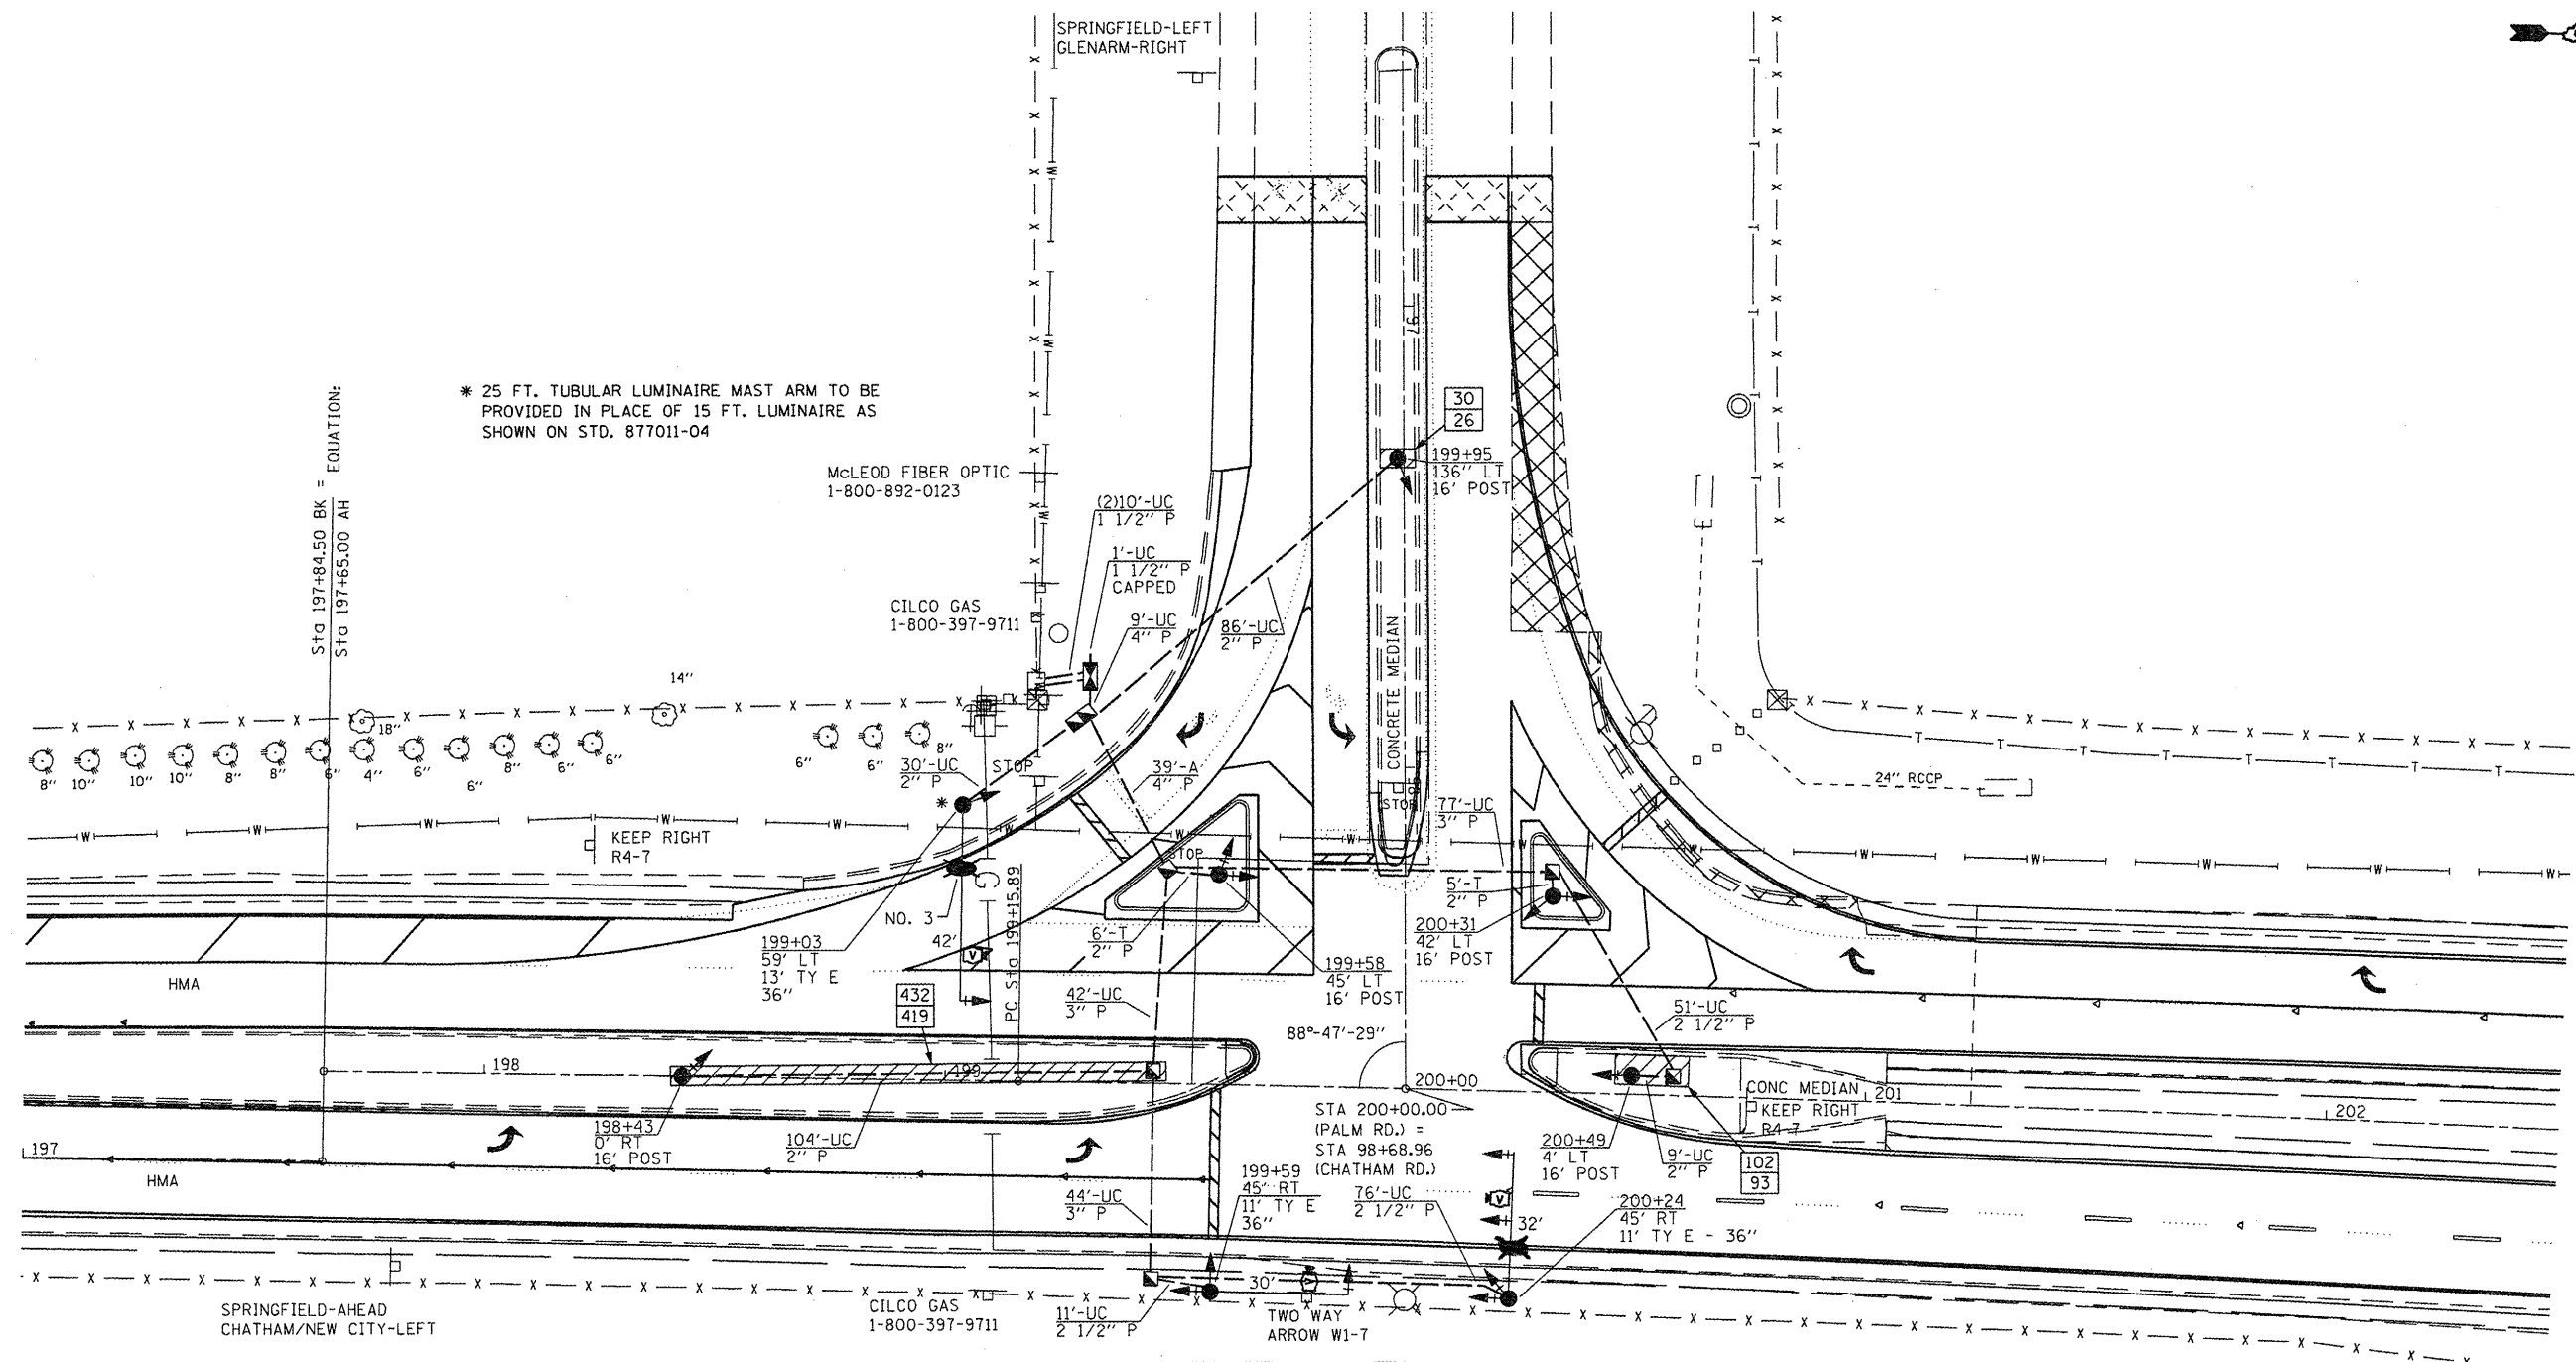 SPRINGFIELD-LEFT
GLENARM-RIGHT
* 25 FT. TUBULAR LUMINAIRE MAST ARM TO BE
PROVIDED IN PLACE OF 15 FT. LUMINAIRE AS
SHOWN ON STD. 877011-04
Sta 197+84.50 BK = EQUATION:
Sta 197+65.00 AH
McLEOD FIBER OPTIC
1-800-892-0123
(2)10'-UC
1 1/2" P
1'-UC
1 1/2" P
CAPPED
CILCO GAS
1-800-397-9711
9'-UC
4" P
86'-UC
2" P
97
30
26
199+95
136" LT
16' POST
CONCRETE MEDIAN
14"
18"
8"
10"
10"
10"
8"
8"
6"
4"
6"
6"
8"
6"
6"
6"
6"
8"
30'-UC
2" P
STOP
39'-A
4" P
STOP
77'-UC
3" P
24" RCCP
KEEP RIGHT
R4-7
STOP
NO. 3
42'
G
PC Sta 199+15.89
6'-T
2" P
5'-T
2" P
200+31
42' LT
16' POST
199+03
59' LT
13' TY E
36"
199+58
45' LT
16' POST
HMA
432
419
42'-UC
3" P
88°-47'-29"
51'-UC
2 1/2" P
198
199
200+00
CONC MEDIAN
KEEP RIGHT
R4-7
201
202
STA 200+00.00
(PALM RD.) =
STA 98+68.96
(CHATHAM RD.)
198+43
0' RT
16' POST
104'-UC
2" P
200+49
4' LT
16' POST
9'-UC
2" P
102
93
197
HMA
199+59
45' RT
11' TY E
36"
76'-UC
2 1/2" P
44'-UC
3" P
32'
200+24
45' RT
11' TY E - 36"
30'
SPRINGFIELD-AHEAD
CHATHAM/NEW CITY-LEFT
CILCO GAS
1-800-397-9711
11'-UC
2 1/2" P
TWO WAY
ARROW W1-7